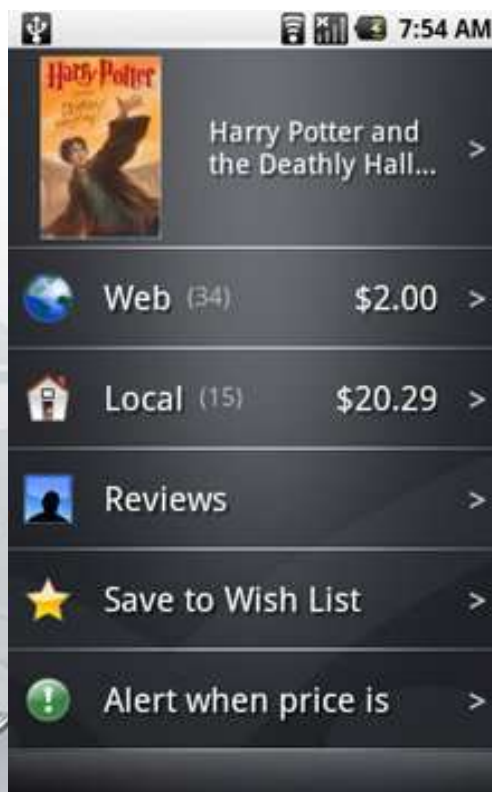 7:54 AM
Harry Potter
Harry Potter and
the Deathly Hall...
Web (34) $2.00 >
Local (15) $20.29 >
Reviews >
Save to Wish List >
Alert when price is >